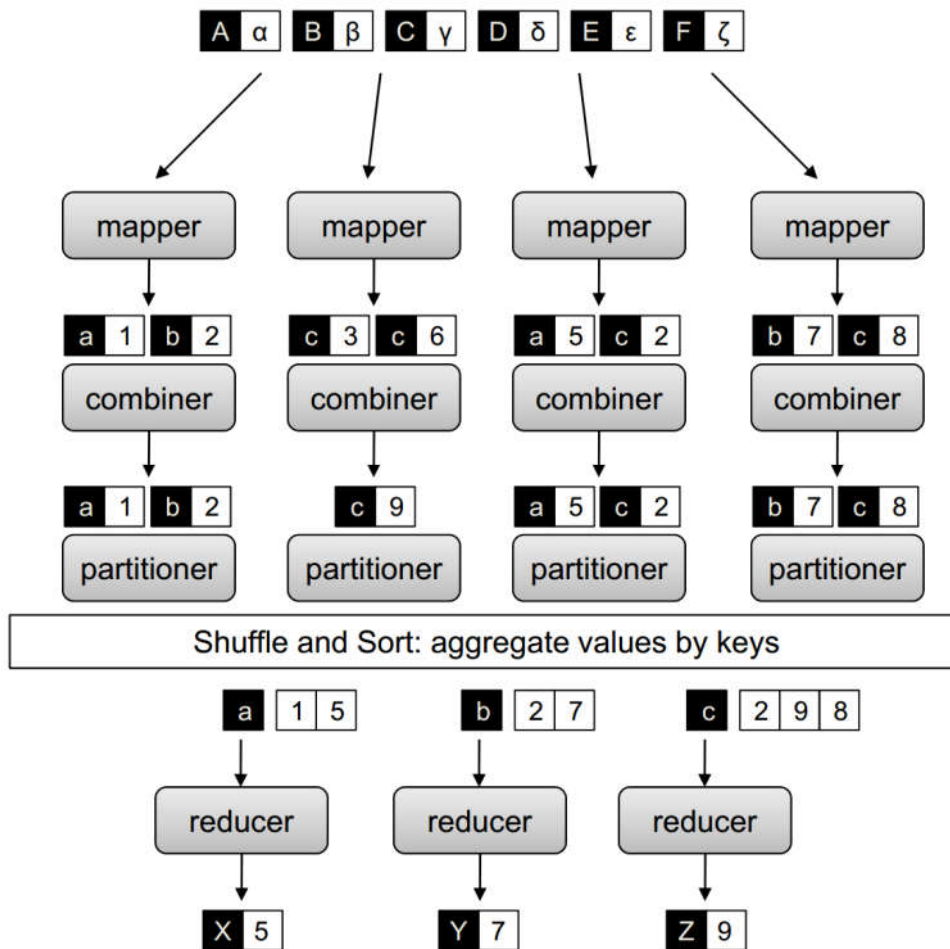 A α B β C γ D δ E ε F ζ
mapper mapper mapper mapper
a 1 b 2 c 3 c 6 a 5 c 2 b 7 c 8
combiner combiner combiner combiner
a 1 b 2 c 9 a 5 c 2 b 7 c 8
partitioner partitioner partitioner partitioner
Shuffle and Sort: aggregate values by keys
a 1 5 b 2 7 c 2 9 8
reducer reducer reducer
X 5 Y 7 Z 9